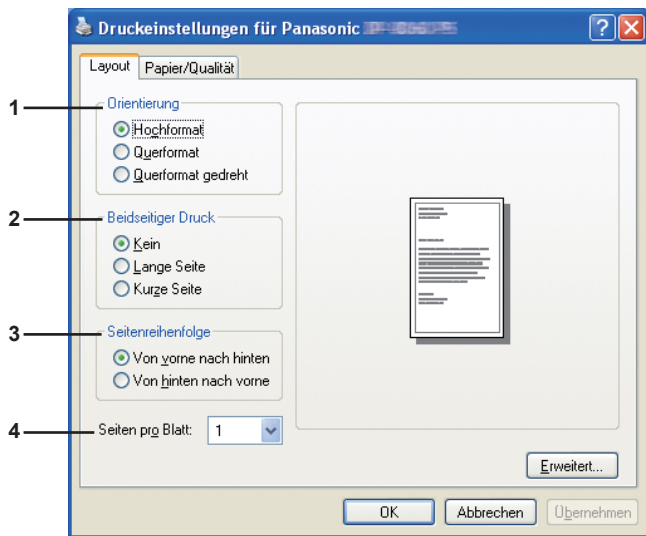 Druckeinstellungen für Panasonic
Layout Papier/Qualität
1
Orientierung
Hochformat
Querformat
Querformat gedreht
2
Beidseitiger Druck
Kein
Lange Seite
Kurze Seite
3
Seitenreihenfolge
Von vorne nach hinten
Von hinten nach vorne
4
Seiten pro Blatt: 1
Erweitert...
OK Abbrechen Übernehmen